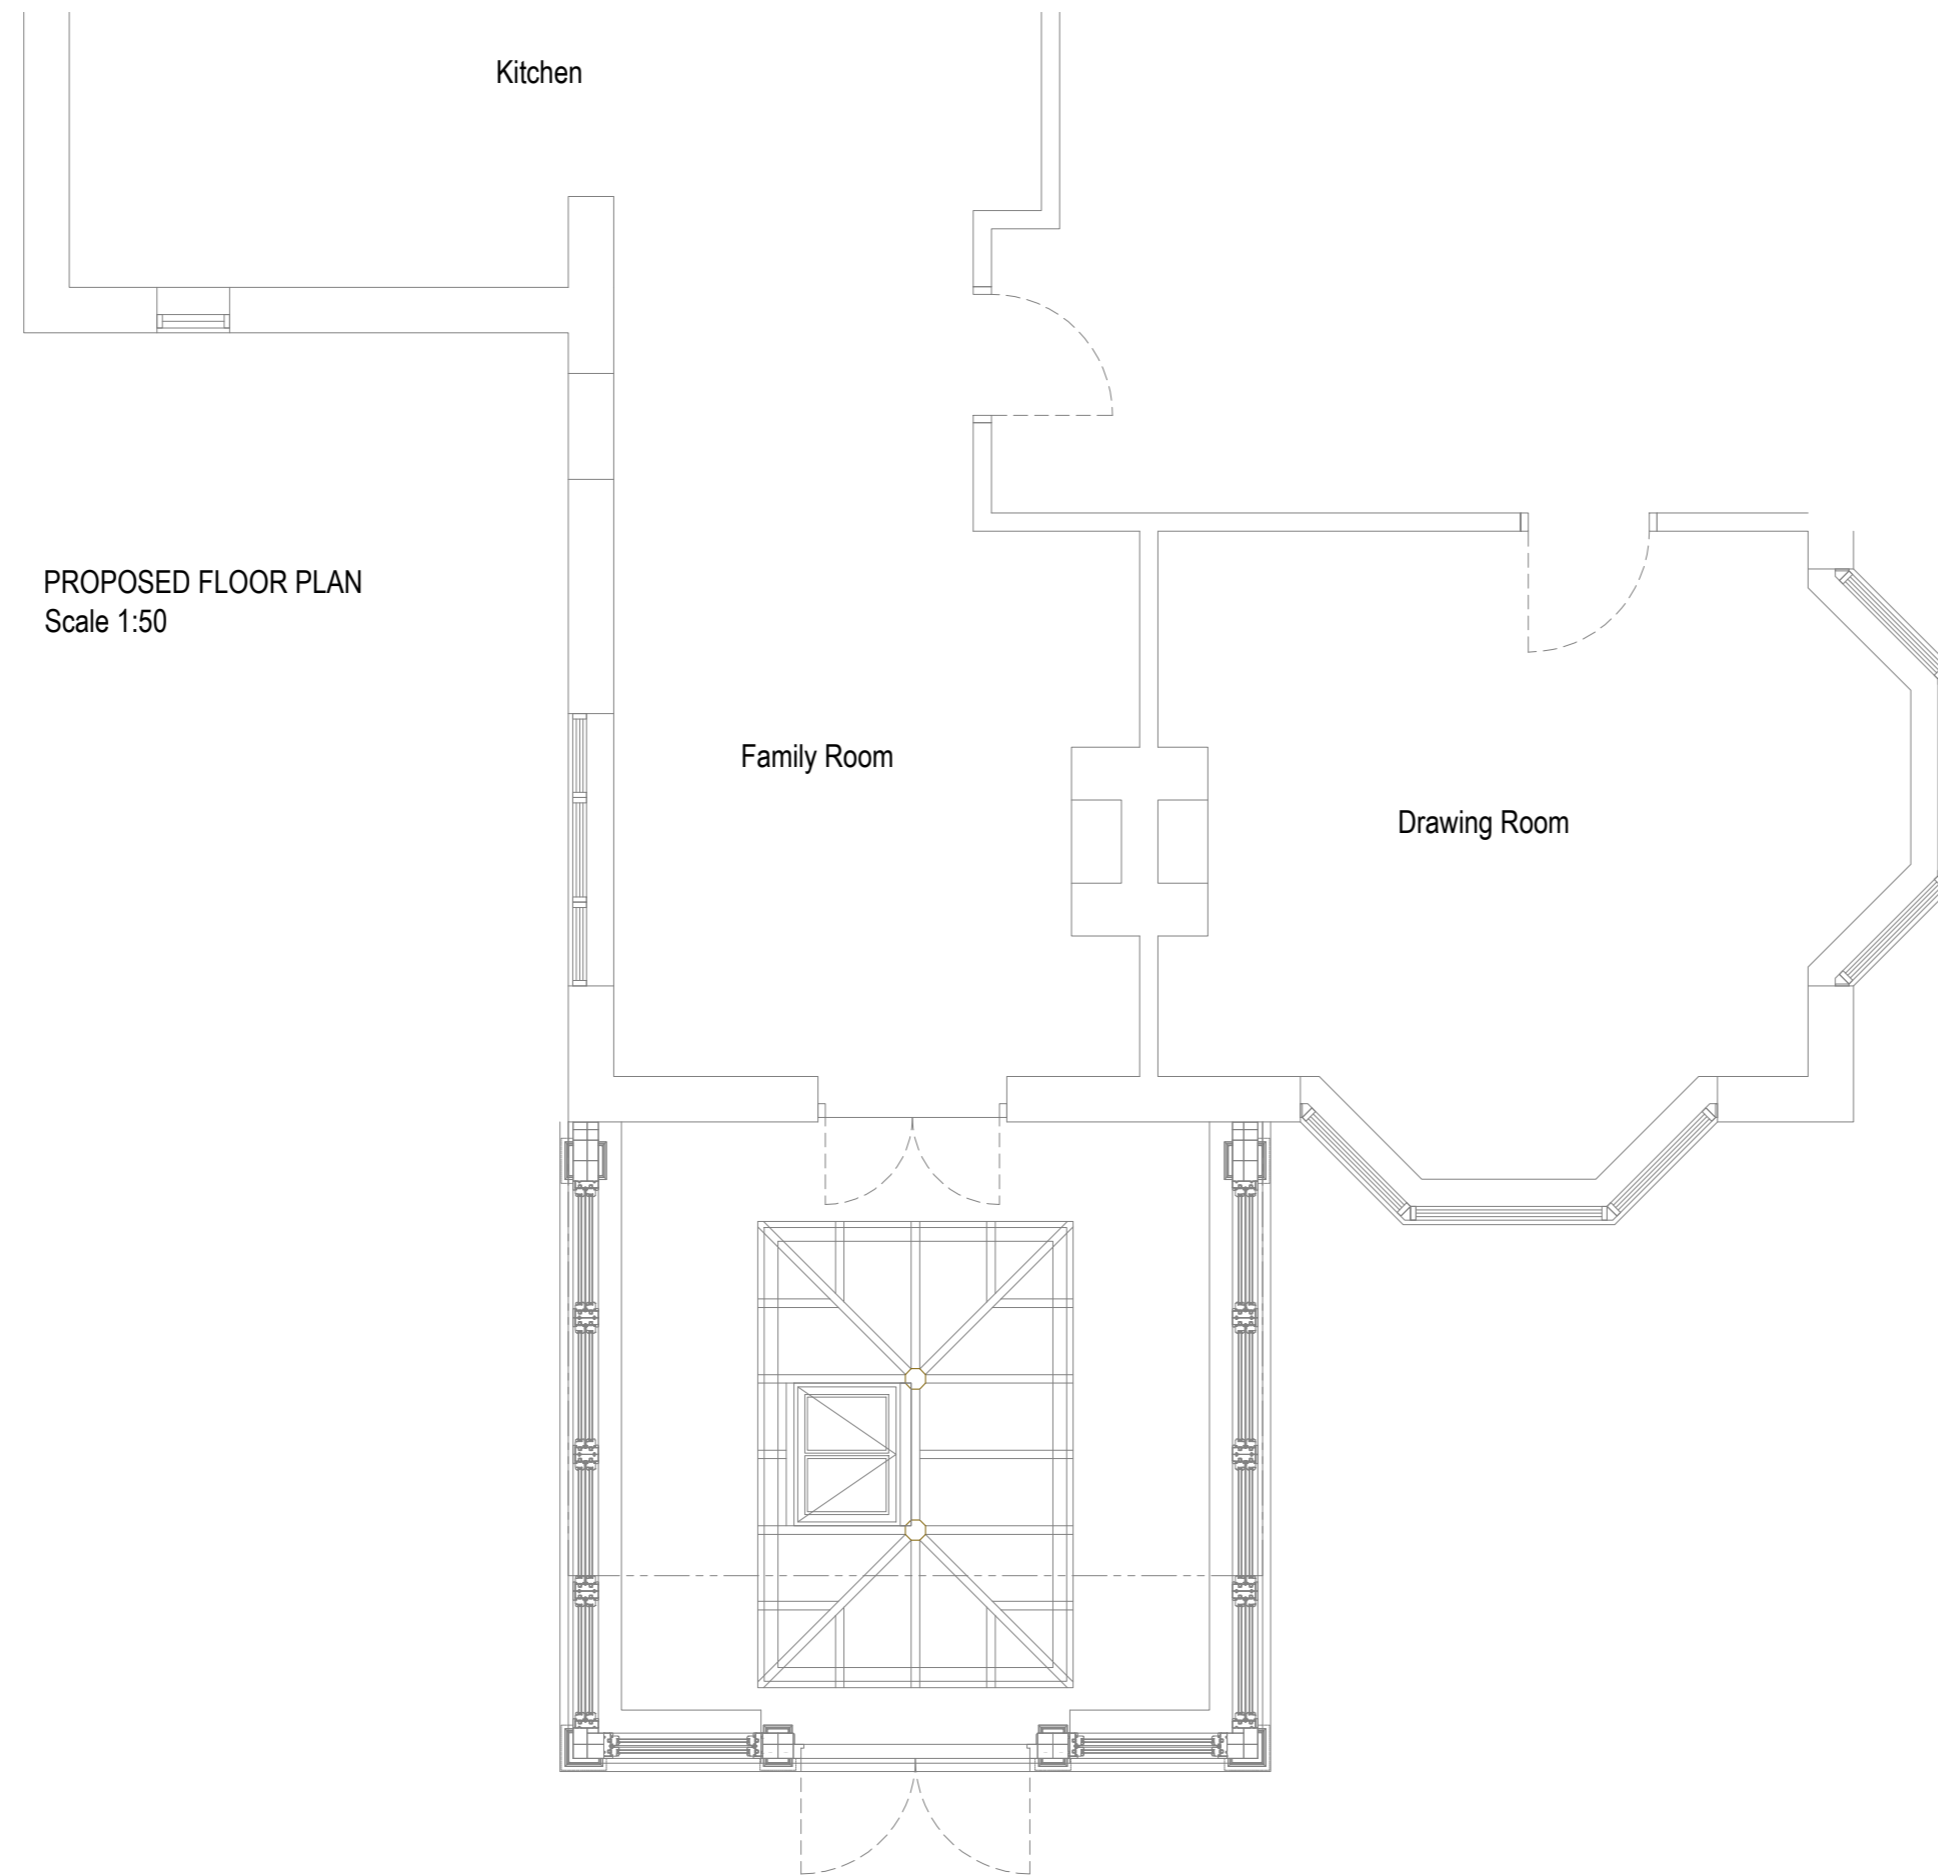 Kitchen
PROPOSED FLOOR PLAN
Scale 1:50
Family Room
Drawing Room